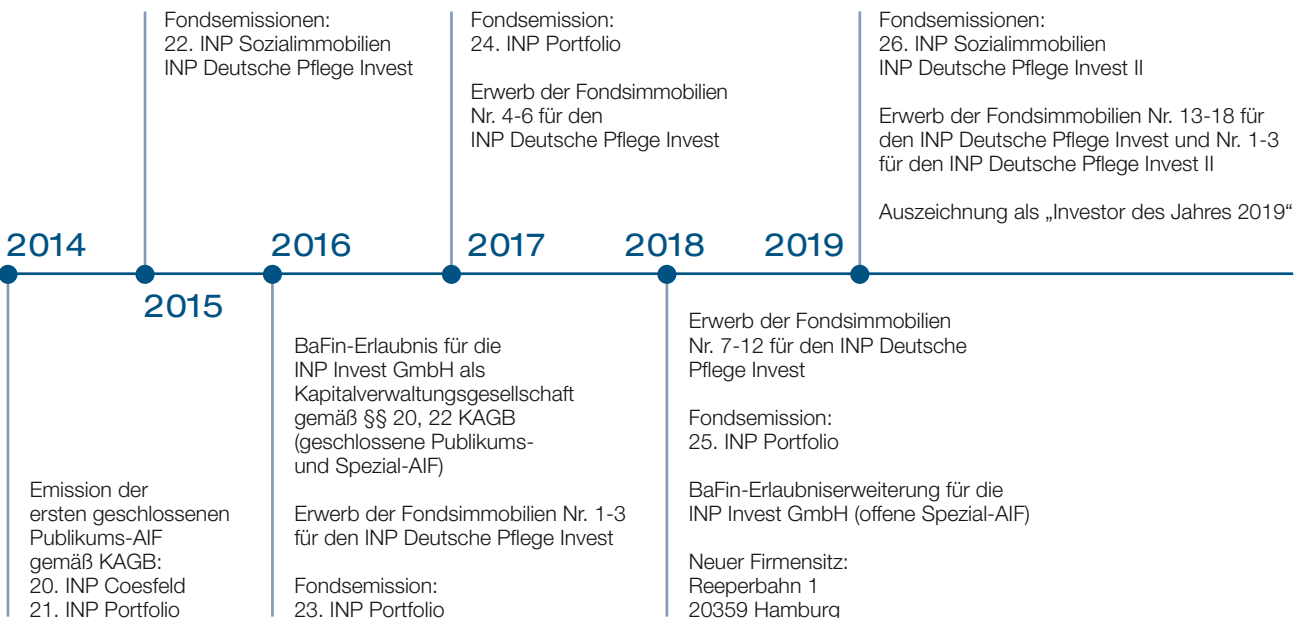 2014
Emission der
ersten geschlossenen
Publikums-AIF
gemäß KAGB:
20. INP Coesfeld
21. INP Portfolio
2015
Fondsemissionen:
22. INP Sozialimmobilien
INP Deutsche Pflege Invest
2016
BaFin-Erlaubnis für die
INP Invest GmbH als
Kapitalverwaltungsgesellschaft
gemäß §§ 20, 22 KAGB
(geschlossene Publikums-
und Spezial-AIF)
Erwerb der Fondsimmobilien Nr. 1-3
für den INP Deutsche Pflege Invest
Fondsemission:
23. INP Portfolio
2017
Fondsemission:
24. INP Portfolio
Erwerb der Fondsimmobilien
Nr. 4-6 für den
INP Deutsche Pflege Invest
2018
Erwerb der Fondsimmobilien
Nr. 7-12 für den INP Deutsche
Pflege Invest
Fondsemission:
25. INP Portfolio
BaFin-Erlaubniserweiterung für die
INP Invest GmbH (offene Spezial-AIF)
Neuer Firmensitz:
Reeperbahn 1
20359 Hamburg
2019
Fondsemissionen:
26. INP Sozialimmobilien
INP Deutsche Pflege Invest II
Erwerb der Fondsimmobilien Nr. 13-18 für
den INP Deutsche Pflege Invest und Nr. 1-3
für den INP Deutsche Pflege Invest II
Auszeichnung als „Investor des Jahres 2019“